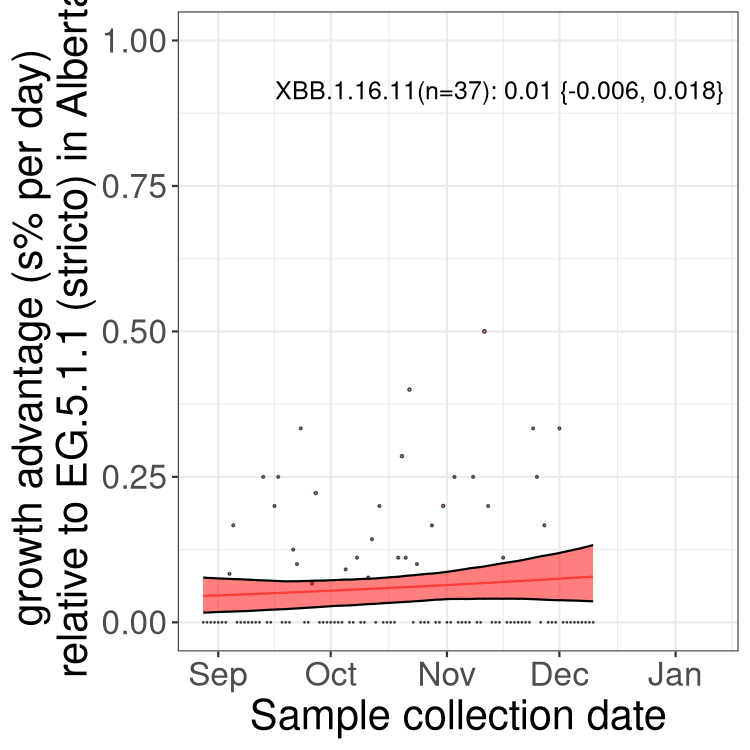 growth advantage (s% per day)
relative to EG.5.1.1 (stricto) in Alberta
1.00
0.75
0.50
0.25
0.00
XBB.1.16.11(n=37): 0.01 {-0.006, 0.018}
Sep Oct Nov Dec Jan
Sample collection date